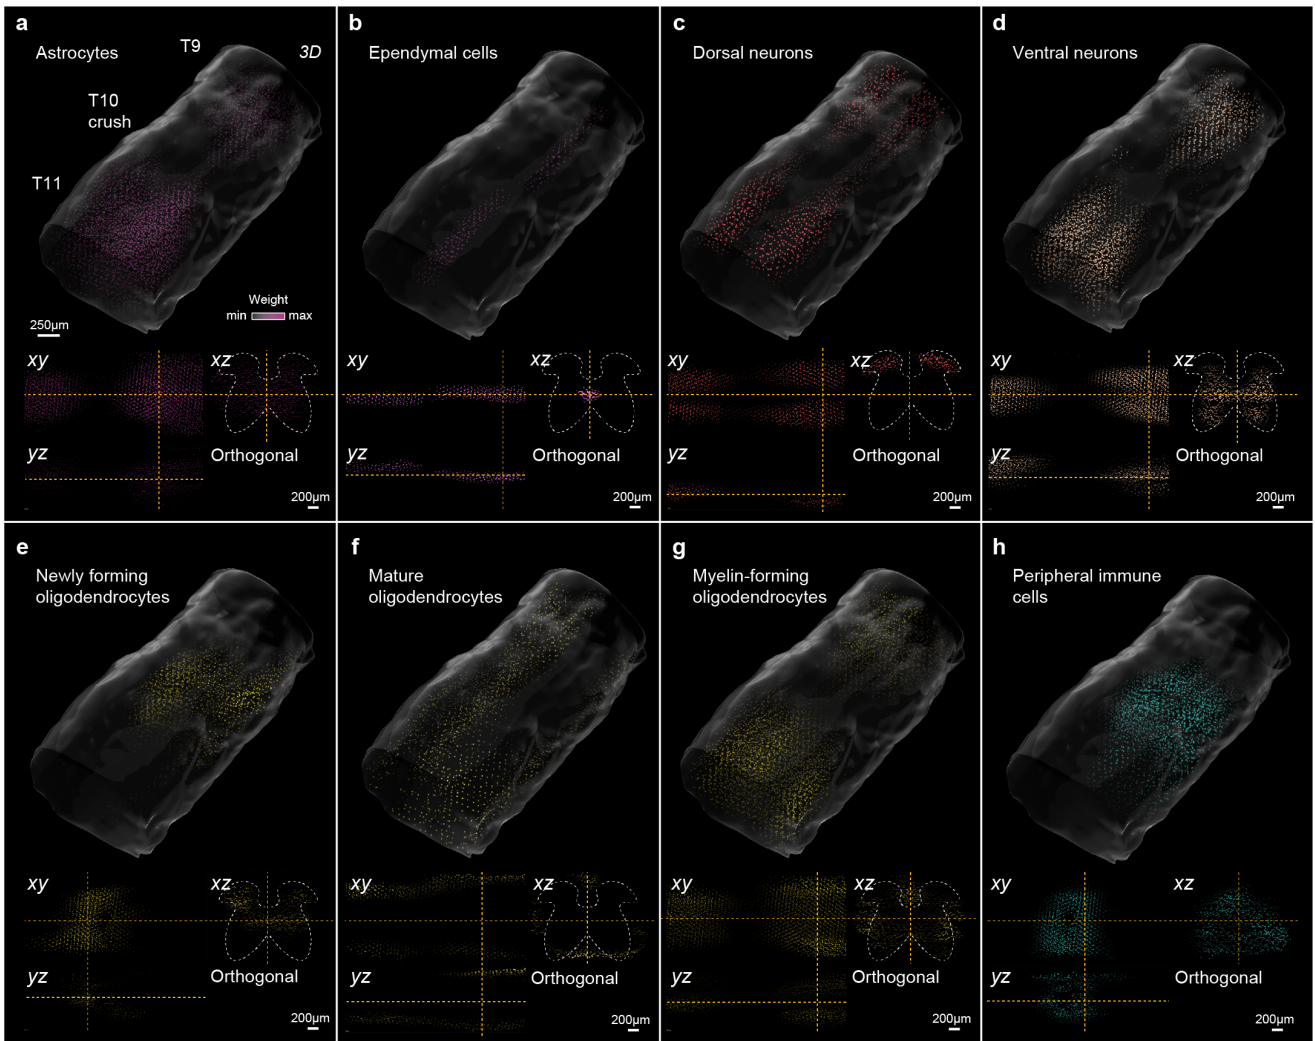 a
Astrocytes
T9
3D
T10
crush
T11
Weight
min max
250µm
xy
xz
yz
Orthogonal
200µm
b
Ependymal cells
xy
xz
yz
Orthogonal
200µm
c
Dorsal neurons
xy
xz
yz
Orthogonal
200µm
d
Ventral neurons
xy
xz
yz
Orthogonal
200µm
e
Newly forming
oligodendrocytes
xy
xz
yz
Orthogonal
200µm
f
Mature
oligodendrocytes
xy
xz
yz
Orthogonal
200µm
g
Myelin-forming
oligodendrocytes
xy
xz
yz
Orthogonal
200µm
h
Peripheral immune
cells
xy
xz
yz
Orthogonal
200µm